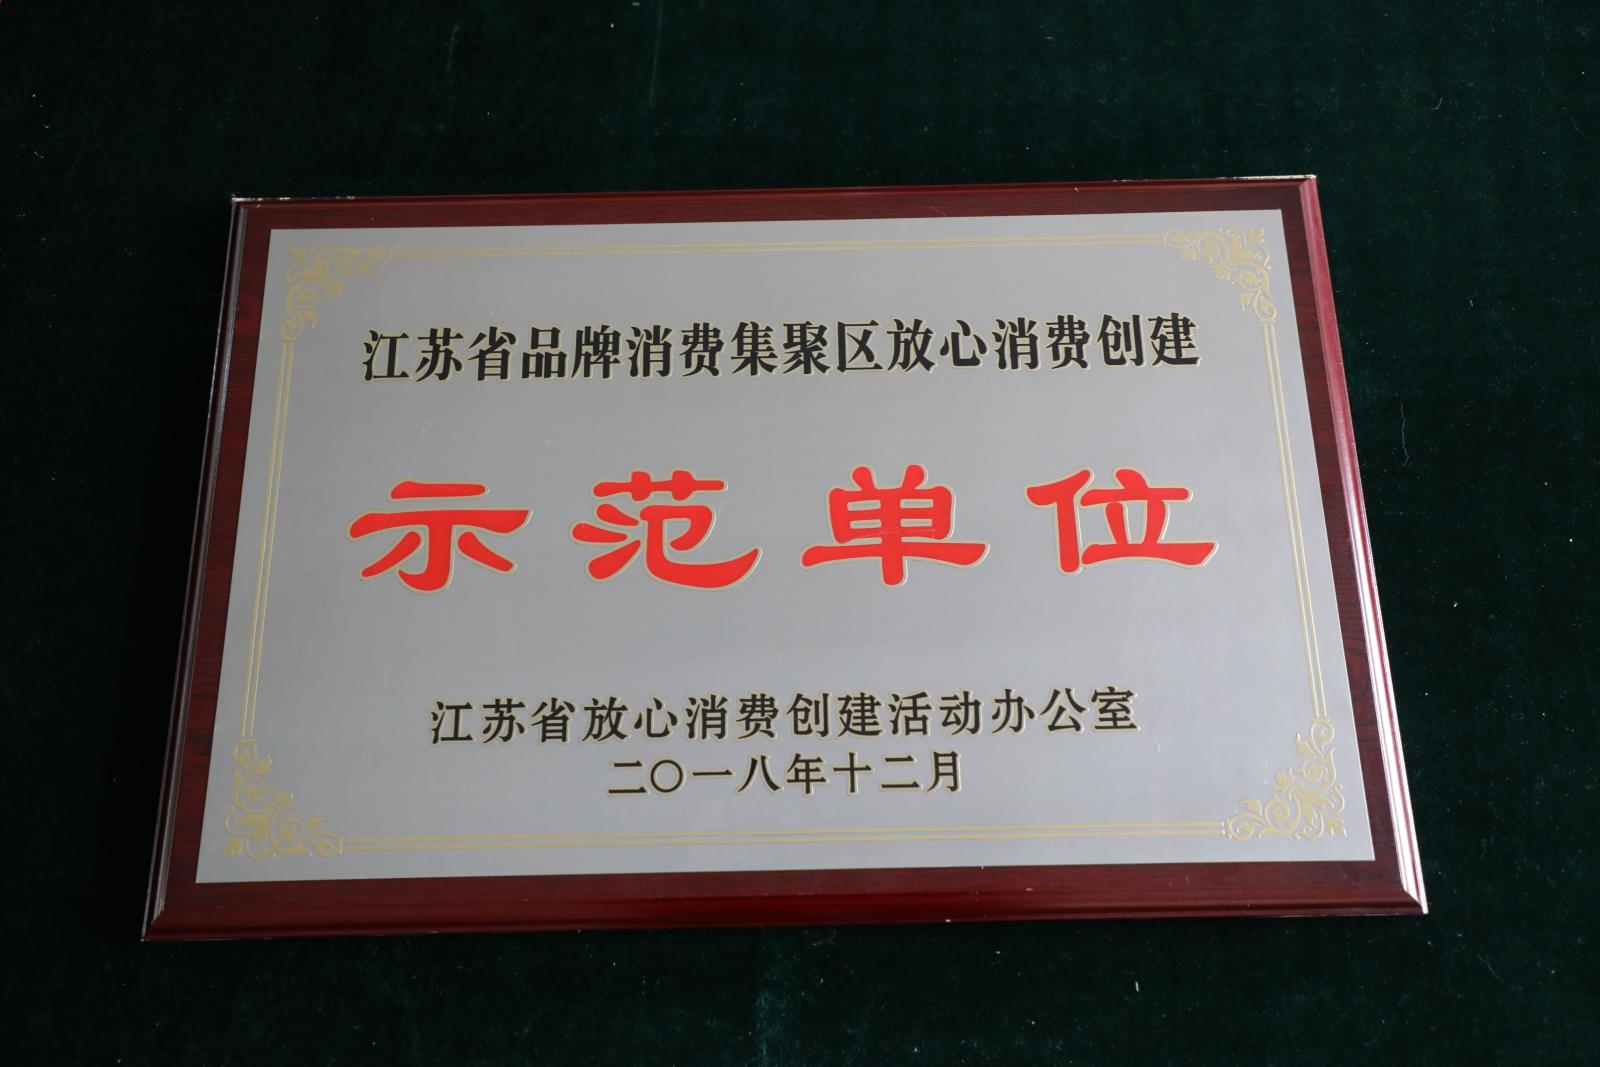 江苏省品牌消费集聚区放心消费创建
示范单位
江苏省放心消费创建活动办公室
二〇一八年十二月